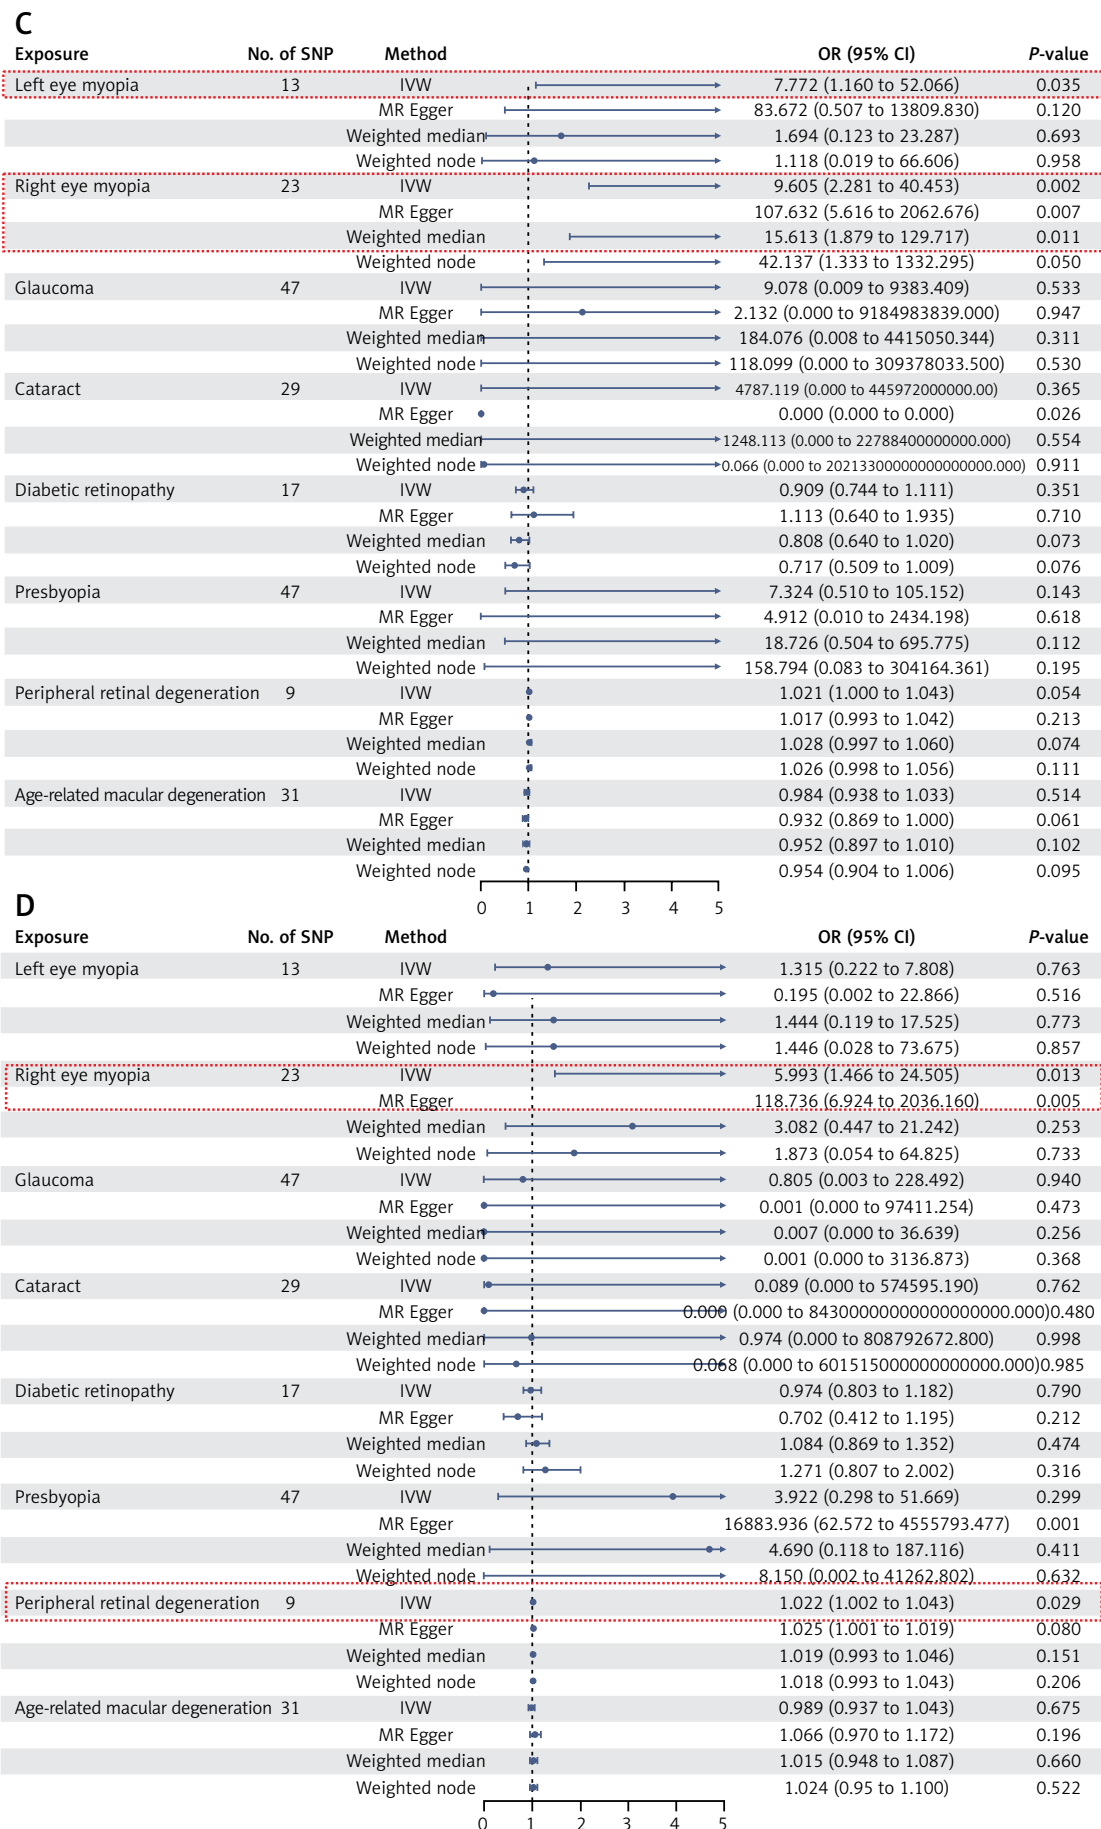 C
Exposure No. of SNP Method OR (95% CI) P-value
Left eye myopia 13 IVW 7.772 (1.160 to 52.066) 0.035
MR Egger 83.672 (0.507 to 13809.830) 0.120
Weighted median 1.694 (0.123 to 23.287) 0.693
Weighted node 1.118 (0.019 to 66.606) 0.958
Right eye myopia 23 IVW 9.605 (2.281 to 40.453) 0.002
MR Egger 107.632 (5.616 to 2062.676) 0.007
Weighted median 15.613 (1.879 to 129.717) 0.011
Weighted node 42.137 (1.333 to 1332.295) 0.050
Glaucoma 47 IVW 9.078 (0.009 to 9383.409) 0.533
MR Egger 2.132 (0.000 to 9184983839.000) 0.947
Weighted median 184.076 (0.008 to 4415050.344) 0.311
Weighted node 118.099 (0.000 to 309378033.500) 0.530
Cataract 29 IVW 4787.119 (0.000 to 445972000000.00) 0.365
MR Egger 0.000 (0.000 to 0.000) 0.026
Weighted median 1248.113 (0.000 to 22788400000000.000) 0.554
Weighted node 0.066 (0.000 to 20213300000000000000.000) 0.911
Diabetic retinopathy 17 IVW 0.909 (0.744 to 1.111) 0.351
MR Egger 1.113 (0.640 to 1.935) 0.710
Weighted median 0.808 (0.640 to 1.020) 0.073
Weighted node 0.717 (0.509 to 1.009) 0.076
Presbyopia 47 IVW 7.324 (0.510 to 105.152) 0.143
MR Egger 4.912 (0.010 to 2434.198) 0.618
Weighted median 18.726 (0.504 to 695.775) 0.112
Weighted node 158.794 (0.083 to 304164.361) 0.195
Peripheral retinal degeneration 9 IVW 1.021 (1.000 to 1.043) 0.054
MR Egger 1.017 (0.993 to 1.042) 0.213
Weighted median 1.028 (0.997 to 1.060) 0.074
Weighted node 1.026 (0.998 to 1.056) 0.111
Age-related macular degeneration 31 IVW 0.984 (0.938 to 1.033) 0.514
MR Egger 0.932 (0.869 to 1.000) 0.061
Weighted median 0.952 (0.897 to 1.010) 0.102
Weighted node 0.954 (0.904 to 1.006) 0.095
0 1 2 3 4 5
D
Exposure No. of SNP Method OR (95% CI) P-value
Left eye myopia 13 IVW 1.315 (0.222 to 7.808) 0.763
MR Egger 0.195 (0.002 to 22.866) 0.516
Weighted median 1.444 (0.119 to 17.525) 0.773
Weighted node 1.446 (0.028 to 73.675) 0.857
Right eye myopia 23 IVW 5.993 (1.466 to 24.505) 0.013
MR Egger 118.736 (6.924 to 2036.160) 0.005
Weighted median 3.082 (0.447 to 21.242) 0.253
Weighted node 1.873 (0.054 to 64.825) 0.733
Glaucoma 47 IVW 0.805 (0.003 to 228.492) 0.940
MR Egger 0.001 (0.000 to 97411.254) 0.473
Weighted median 0.007 (0.000 to 36.639) 0.256
Weighted node 0.001 (0.000 to 3136.873) 0.368
Cataract 29 IVW 0.089 (0.000 to 574595.190) 0.762
MR Egger 0.000 (0.000 to 84300000000000000000.000) 0.480
Weighted median 0.974 (0.000 to 808792672.800) 0.998
Weighted node 0.068 (0.000 to 601515000000000000.000) 0.985
Diabetic retinopathy 17 IVW 0.974 (0.803 to 1.182) 0.790
MR Egger 0.702 (0.412 to 1.195) 0.212
Weighted median 1.084 (0.869 to 1.352) 0.474
Weighted node 1.271 (0.807 to 2.002) 0.316
Presbyopia 47 IVW 3.922 (0.298 to 51.669) 0.299
MR Egger 16883.936 (62.572 to 4555793.477) 0.001
Weighted median 4.690 (0.118 to 187.116) 0.411
Weighted node 8.150 (0.002 to 41262.802) 0.632
Peripheral retinal degeneration 9 IVW 1.022 (1.002 to 1.043) 0.029
MR Egger 1.025 (1.001 to 1.019) 0.080
Weighted median 1.019 (0.993 to 1.046) 0.151
Weighted node 1.018 (0.993 to 1.043) 0.206
Age-related macular degeneration 31 IVW 0.989 (0.937 to 1.043) 0.675
MR Egger 1.066 (0.970 to 1.172) 0.196
Weighted median 1.015 (0.948 to 1.087) 0.660
Weighted node 1.024 (0.95 to 1.100) 0.522
0 1 2 3 4 5